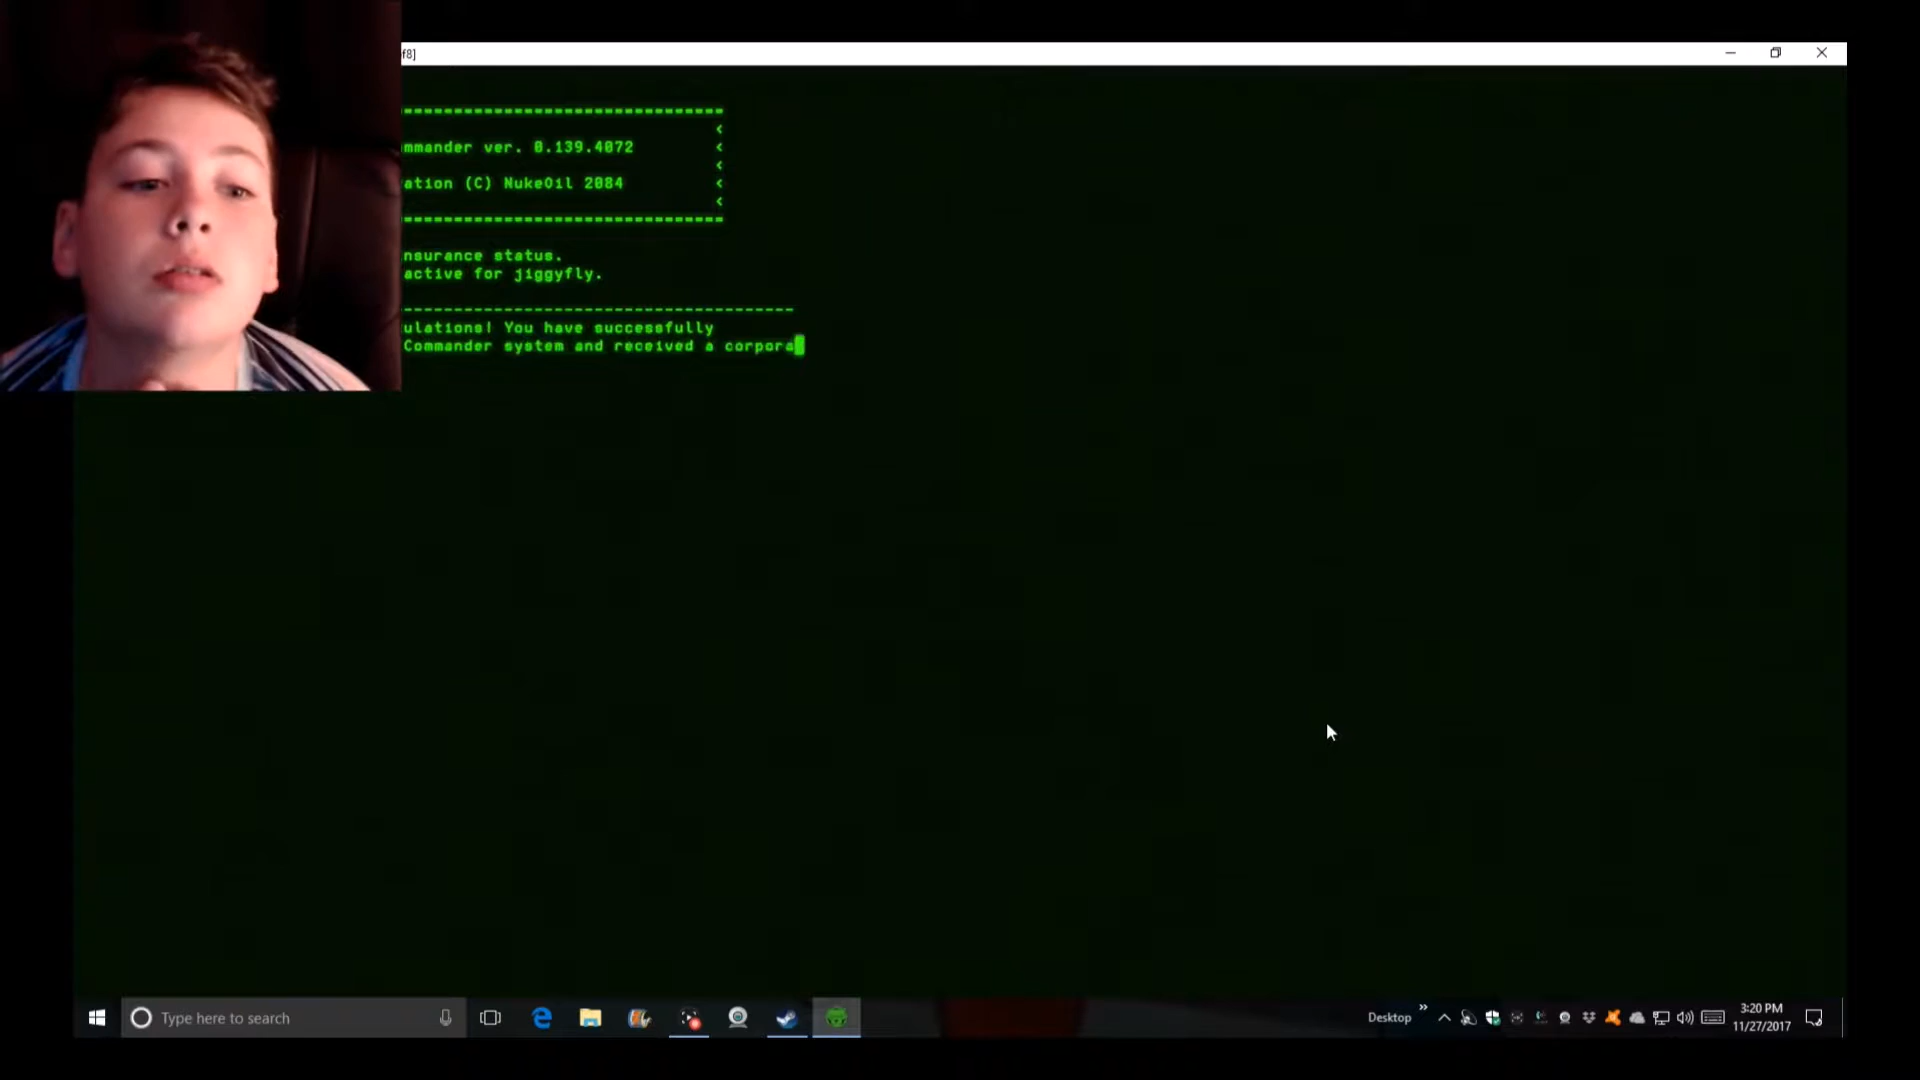 f8]
mmander ver. 0.139.4072
ation (C) NukeOil 2084
nsurance status.
active for jiggyfly.
ulations! You have successfully
Commander system and received a corpora
Type here to search
Desktop
3:20 PM
11/27/2017